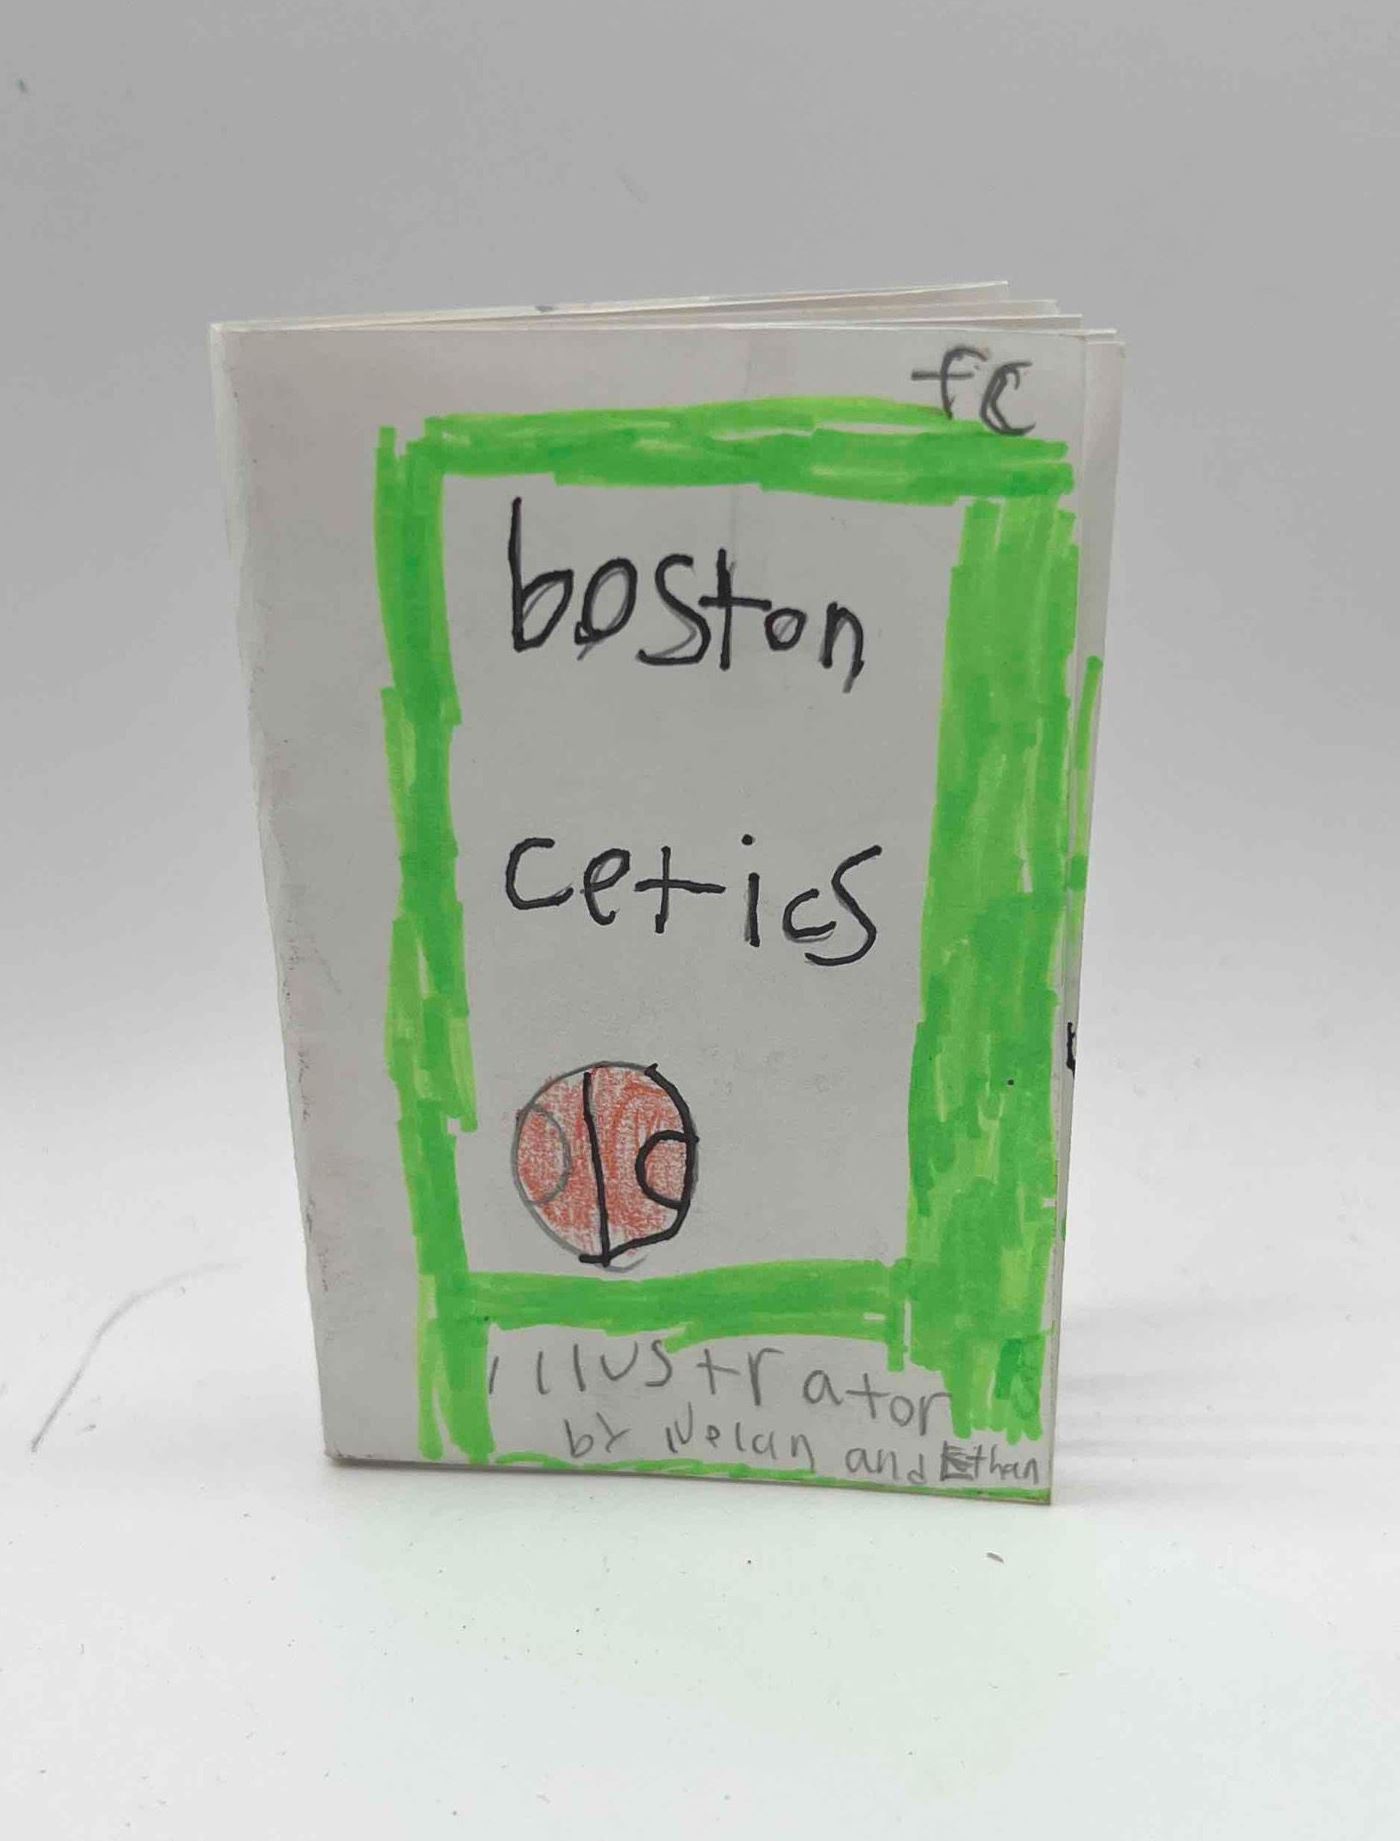 fc
boston
cetics
illustrator
by Nelan and Ethan